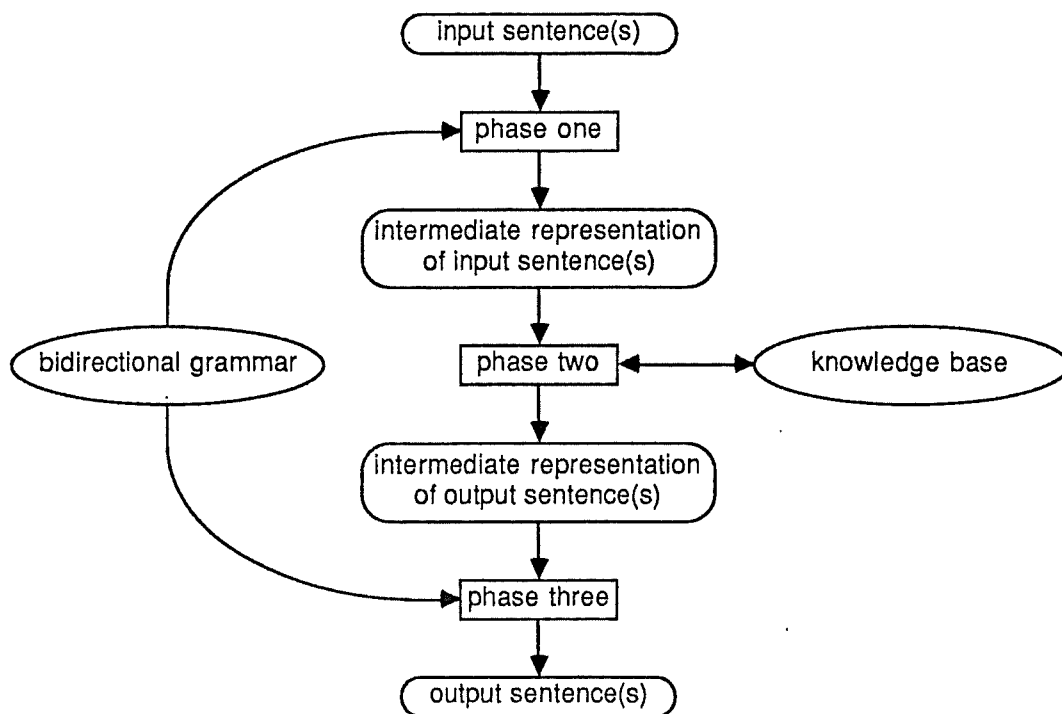 input sentence(s)
phase one
intermediate representation
of input sentence(s)
bidirectional grammar
phase two
knowledge base
intermediate representation
of output sentence(s)
phase three
output sentence(s)